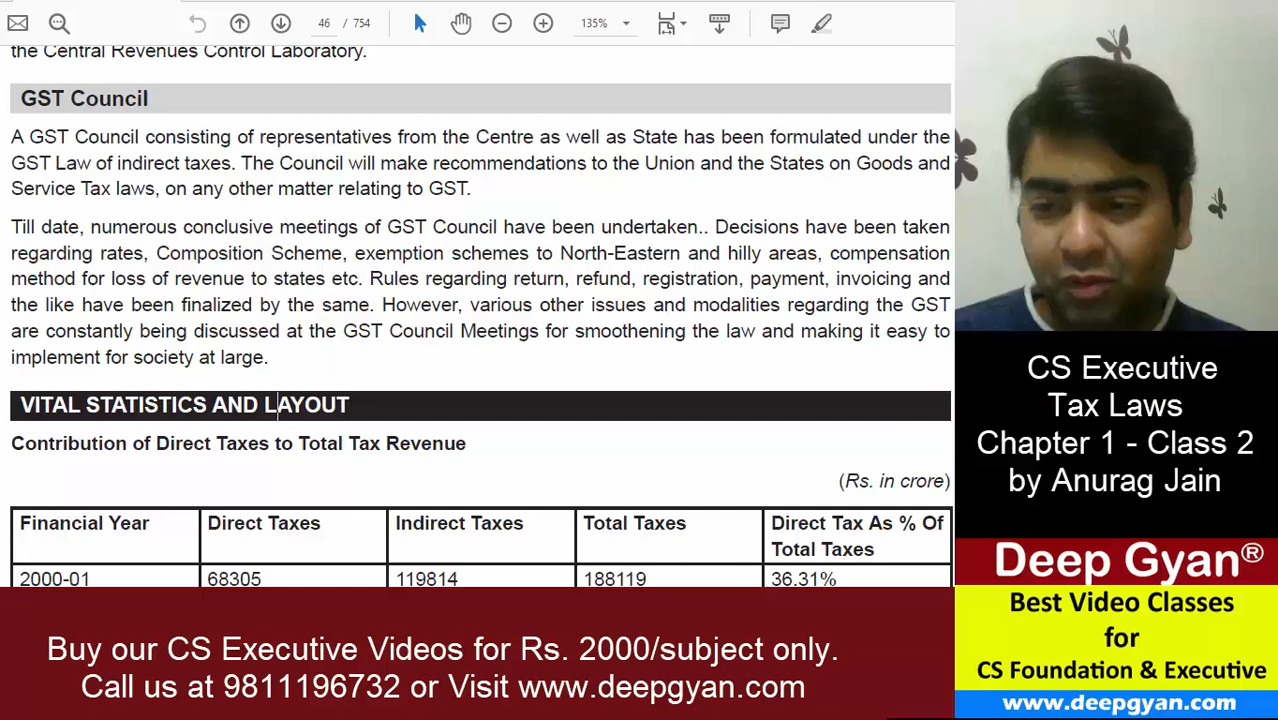 46 / 754
135%
the Central Revenues Control Laboratory.
GST Council
A GST Council consisting of representatives from the Centre as well as State has been formulated under the
GST Law of indirect taxes. The Council will make recommendations to the Union and the States on Goods and
Service Tax laws, on any other matter relating to GST.
Till date, numerous conclusive meetings of GST Council have been undertaken.. Decisions have been taken
regarding rates, Composition Scheme, exemption schemes to North-Eastern and hilly areas, compensation
method for loss of revenue to states etc. Rules regarding return, refund, registration, payment, invoicing and
the like have been finalized by the same. However, various other issues and modalities regarding the GST
are constantly being discussed at the GST Council Meetings for smoothening the law and making it easy to
implement for society at large.
VITAL STATISTICS AND LAYOUT
Contribution of Direct Taxes to Total Tax Revenue
(Rs. in crore)
Financial Year Direct Taxes Indirect Taxes Total Taxes Direct Tax As % Of
Total Taxes
2000-01 68305 119814 188119 36.31%
Buy our CS Executive Videos for Rs. 2000/subject only.
Call us at 9811196732 or Visit www.deepgyan.com
CS Executive
Tax Laws
Chapter 1 - Class 2
by Anurag Jain
Deep Gyan®
Best Video Classes
for
CS Foundation & Executive
www.deepgyan.com